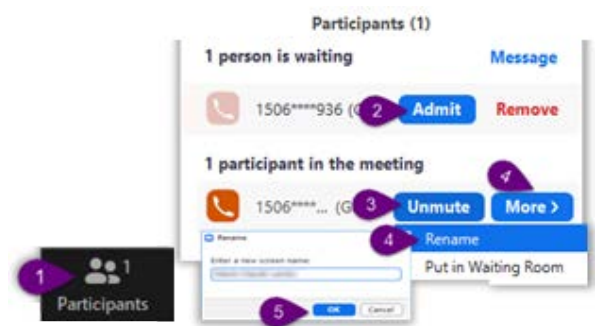 Participants (1)
1 person is waiting Message
1506****936 (G 2 Admit Remove
1 participant in the meeting
1506****... (G 3 Unmute More > 4
Rename
Enter a new screen name:
4 Rename
Put in Waiting Room
1 1
Participants
5 OK Cancel